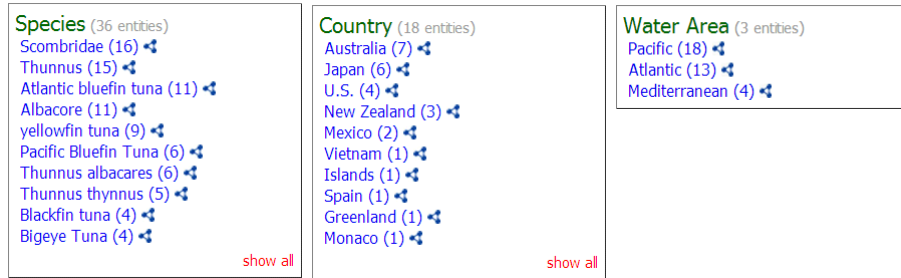 Species (36 entities)
Scombridae (16)
Thunnus (15)
Atlantic bluefin tuna (11)
Albacore (11)
yellowfin tuna (9)
Pacific Bluefin Tuna (6)
Thunnus albacares (6)
Thunnus thynnus (5)
Blackfin tuna (4)
Bigeye Tuna (4)
show all
Country (18 entities)
Australia (7)
Japan (6)
U.S. (4)
New Zealand (3)
Mexico (2)
Vietnam (1)
Islands (1)
Spain (1)
Greenland (1)
Monaco (1)
show all
Water Area (3 entities)
Pacific (18)
Atlantic (13)
Mediterranean (4)